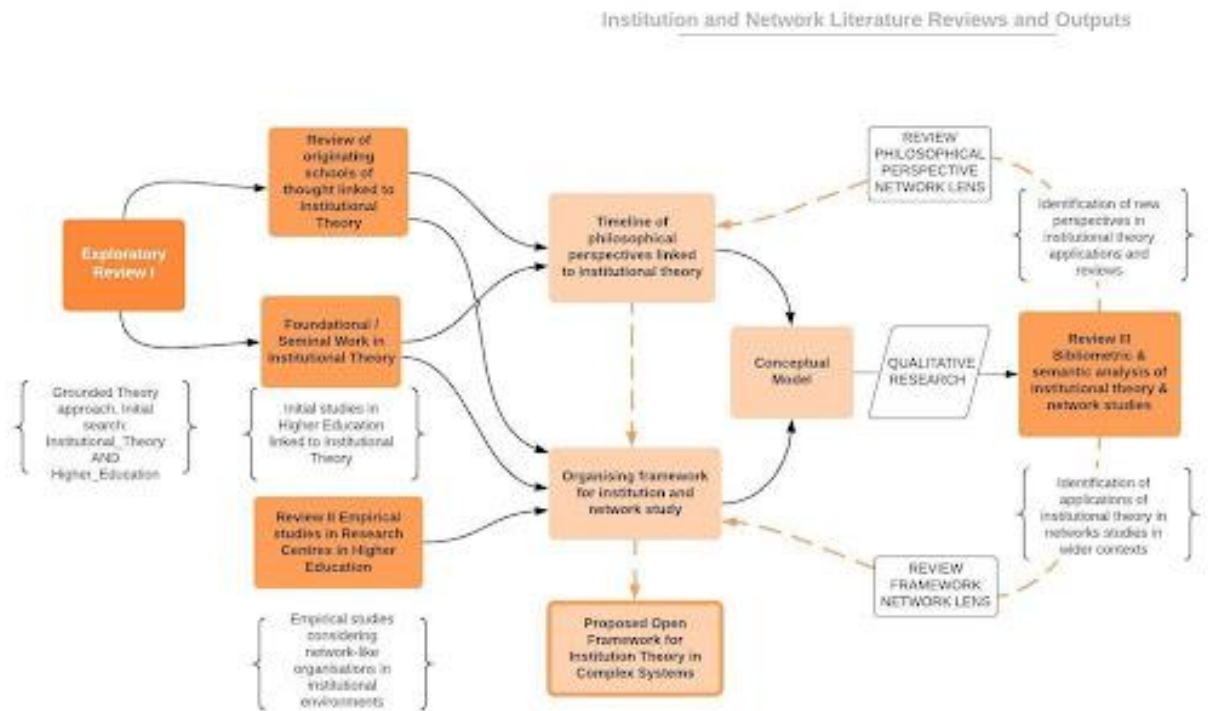 Institution and Network Literature Reviews and Outputs
Review of
originating
schools of
thought linked to
Institutional
Theory
Exploratory
Review I
Foundational /
Seminal Work in
Institutional Theory
Grounded Theory
approach. Initial
search:
Institutional_Theory
AND
Higher_Education
Initial studies in
Higher Education
linked to Institutional
Theory
Review II Empirical
studies in Research
Centres in Higher
Education
Empirical studies
considering
network-like
organisations in
institutional
environments
Timeline of
philosophical
perspectives linked
to institutional theory
Organising framework
for institution and
network study
Proposed Open
Framework for
Institution Theory in
Complex Systems
Conceptual
Model
QUALITATIVE
RESEARCH
REVIEW
PHILOSOPHICAL
PERSPECTIVE
NETWORK LENS
Identification of new
perspectives in
institutional theory
applications and
reviews
Review III
Bibliometric &
semantic analysis of
institutional theory &
network studies
Identification of
applications of
institutional theory in
networks studies in
wider contexts
REVIEW
FRAMEWORK
NETWORK LENS